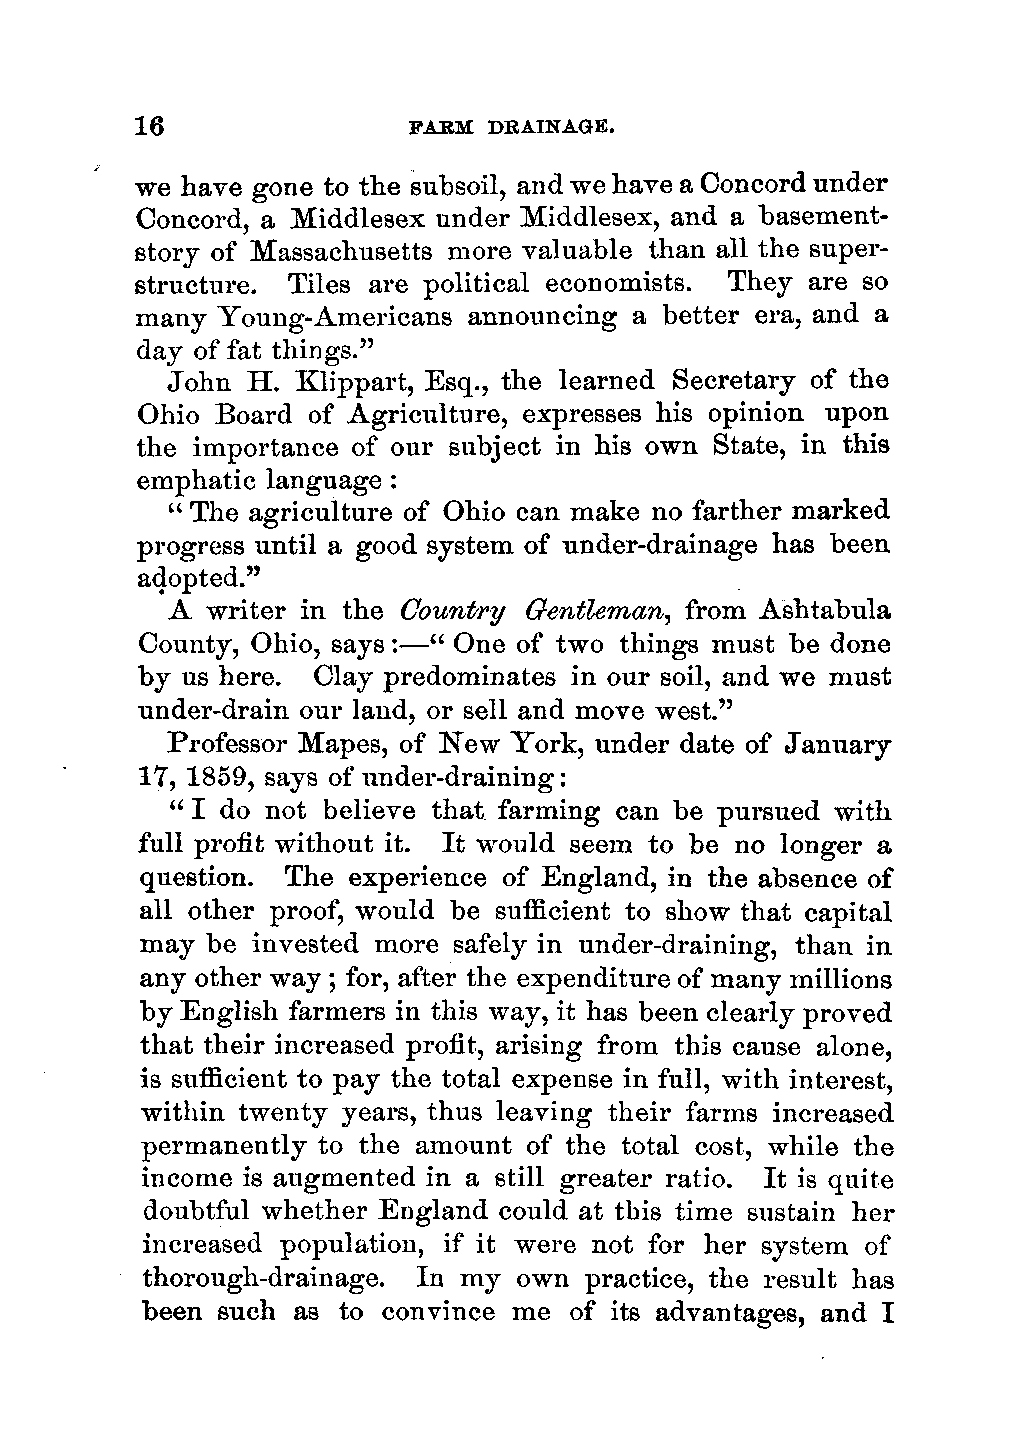 16 FARM DRAINAGE.
we have gone to the subsoil, and we have a Concord under
Concord, a Middlesex under Middlesex, and a basement-
story of Massachusetts more valuable than all the super-
structure. Tiles are political economists. They are so
many Young-Americans announcing a better era, and a
day of fat things."
John H. Klippart, Esq., the learned Secretary of the
Ohio Board of Agriculture, expresses his opinion upon
the importance of our subject in his own State, in this
emphatic language :
" The agriculture of Ohio can make no farther marked
progress until a good system of under-drainage has been
adopted."
A writer in the Country Gentleman, from Ashtabula
County, Ohio, says :—" One of two things must be done
by us here. Clay predominates in our soil, and we must
under-drain our land, or sell and move west."
Professor Mapes, of New York, under date of January
17, 1859, says of under-draining :
" I do not believe that farming can be pursued with
full profit without it. It would seem to be no longer a
question. The experience of England, in the absence of
all other proof, would be sufficient to show that capital
may be invested more safely in under-draining, than in
any other way ; for, after the expenditure of many millions
by English farmers in this way, it has been clearly proved
that their increased profit, arising from this cause alone,
is sufficient to pay the total expense in full, with interest,
within twenty years, thus leaving their farms increased
permanently to the amount of the total cost, while the
income is augmented in a still greater ratio. It is quite
doubtful whether England could at this time sustain her
increased population, if it were not for her system of
thorough-drainage. In my own practice, the result has
been such as to convince me of its advantages, and I